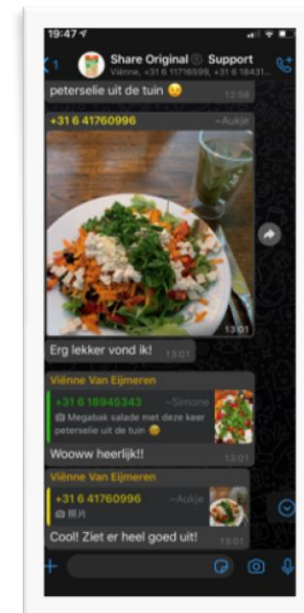 19:47
1
Share Original® Support
Viënne, +31 6 11716599, +31 6 18431...
peterselie uit de tuin 😉
12:58
+31 6 41760996 ~Aukje
13:01
Erg lekker vond ik! 13:01
Viënne Van Eijmeren
+31 6 18945343 ~Simone
Megabak salade met deze keer
peterselie uit de tuin 😉
Wooww heerlijk!! 13:01
Viënne Van Eijmeren
+31 6 41760996 ~Aukje
照片
Cool! Ziet er heel goed uit! 13:01